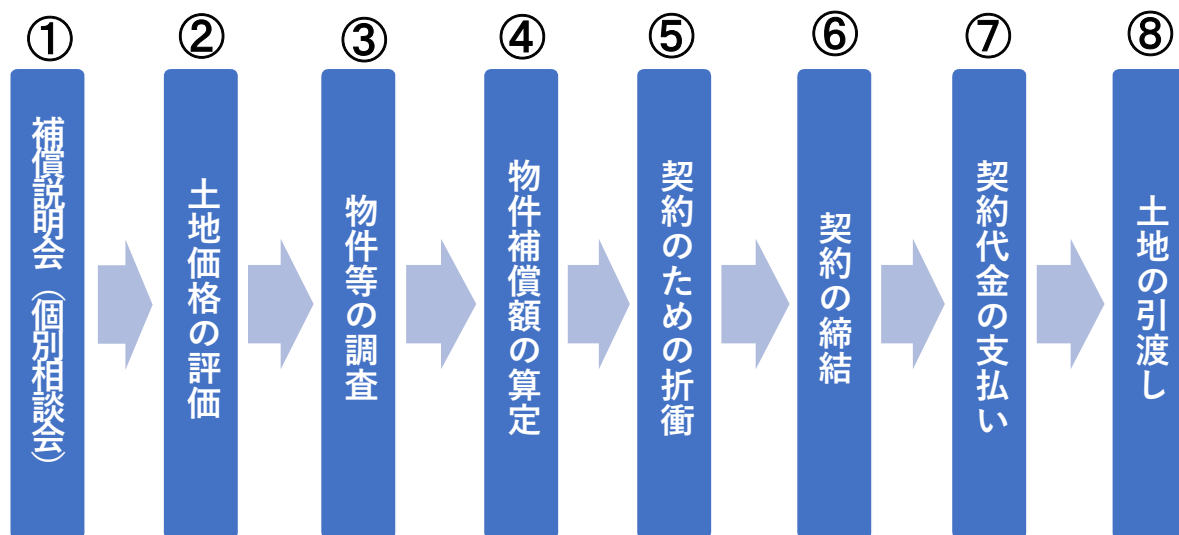 ①
補償説明会（個別相談会）
②
土地価格の評価
③
物件等の調査
④
物件補償額の算定
⑤
契約のための折衝
⑥
契約の締結
⑦
契約代金の支払い
⑧
土地の引渡し